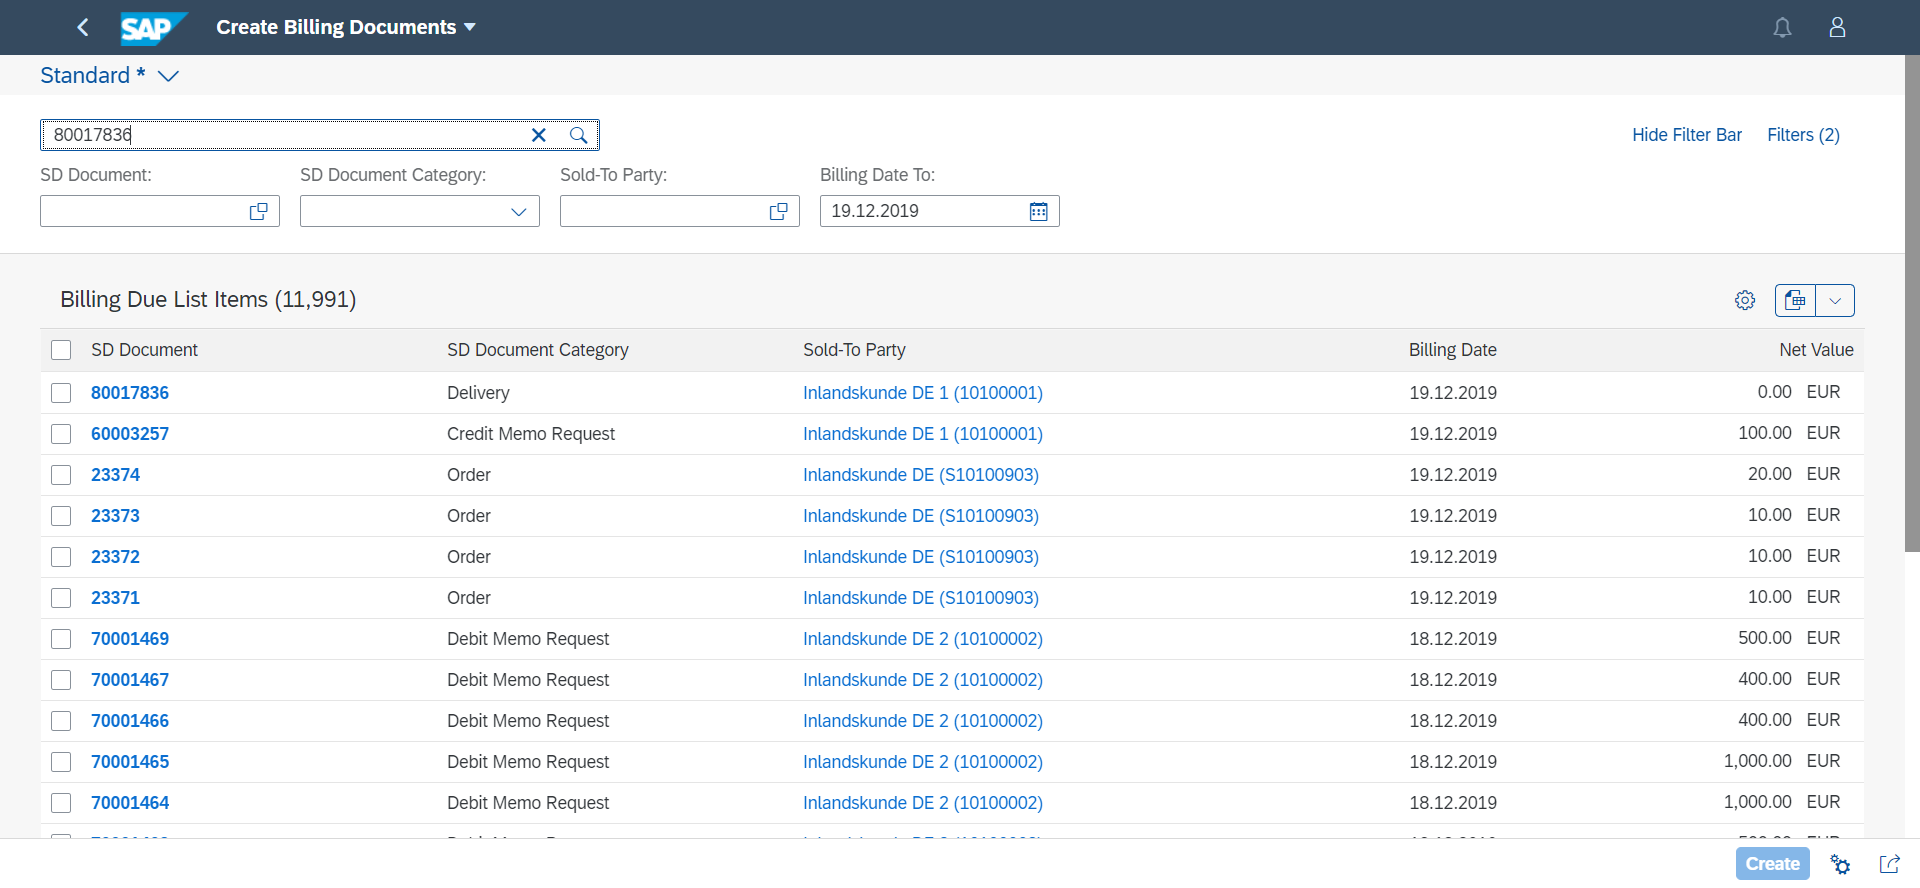 SAP Create Billing Documents
Standard *
80017836
Hide Filter Bar Filters (2)
SD Document: SD Document Category: Sold-To Party: Billing Date To:
19.12.2019
Billing Due List Items (11,991)
SD Document SD Document Category Sold-To Party Billing Date Net Value
80017836 Delivery Inlandskunde DE 1 (10100001) 19.12.2019 0.00 EUR
60003257 Credit Memo Request Inlandskunde DE 1 (10100001) 19.12.2019 100.00 EUR
23374 Order Inlandskunde DE (S10100903) 19.12.2019 20.00 EUR
23373 Order Inlandskunde DE (S10100903) 19.12.2019 10.00 EUR
23372 Order Inlandskunde DE (S10100903) 19.12.2019 10.00 EUR
23371 Order Inlandskunde DE (S10100903) 19.12.2019 10.00 EUR
70001469 Debit Memo Request Inlandskunde DE 2 (10100002) 18.12.2019 500.00 EUR
70001467 Debit Memo Request Inlandskunde DE 2 (10100002) 18.12.2019 400.00 EUR
70001466 Debit Memo Request Inlandskunde DE 2 (10100002) 18.12.2019 400.00 EUR
70001465 Debit Memo Request Inlandskunde DE 2 (10100002) 18.12.2019 1,000.00 EUR
70001464 Debit Memo Request Inlandskunde DE 2 (10100002) 18.12.2019 1,000.00 EUR
Create